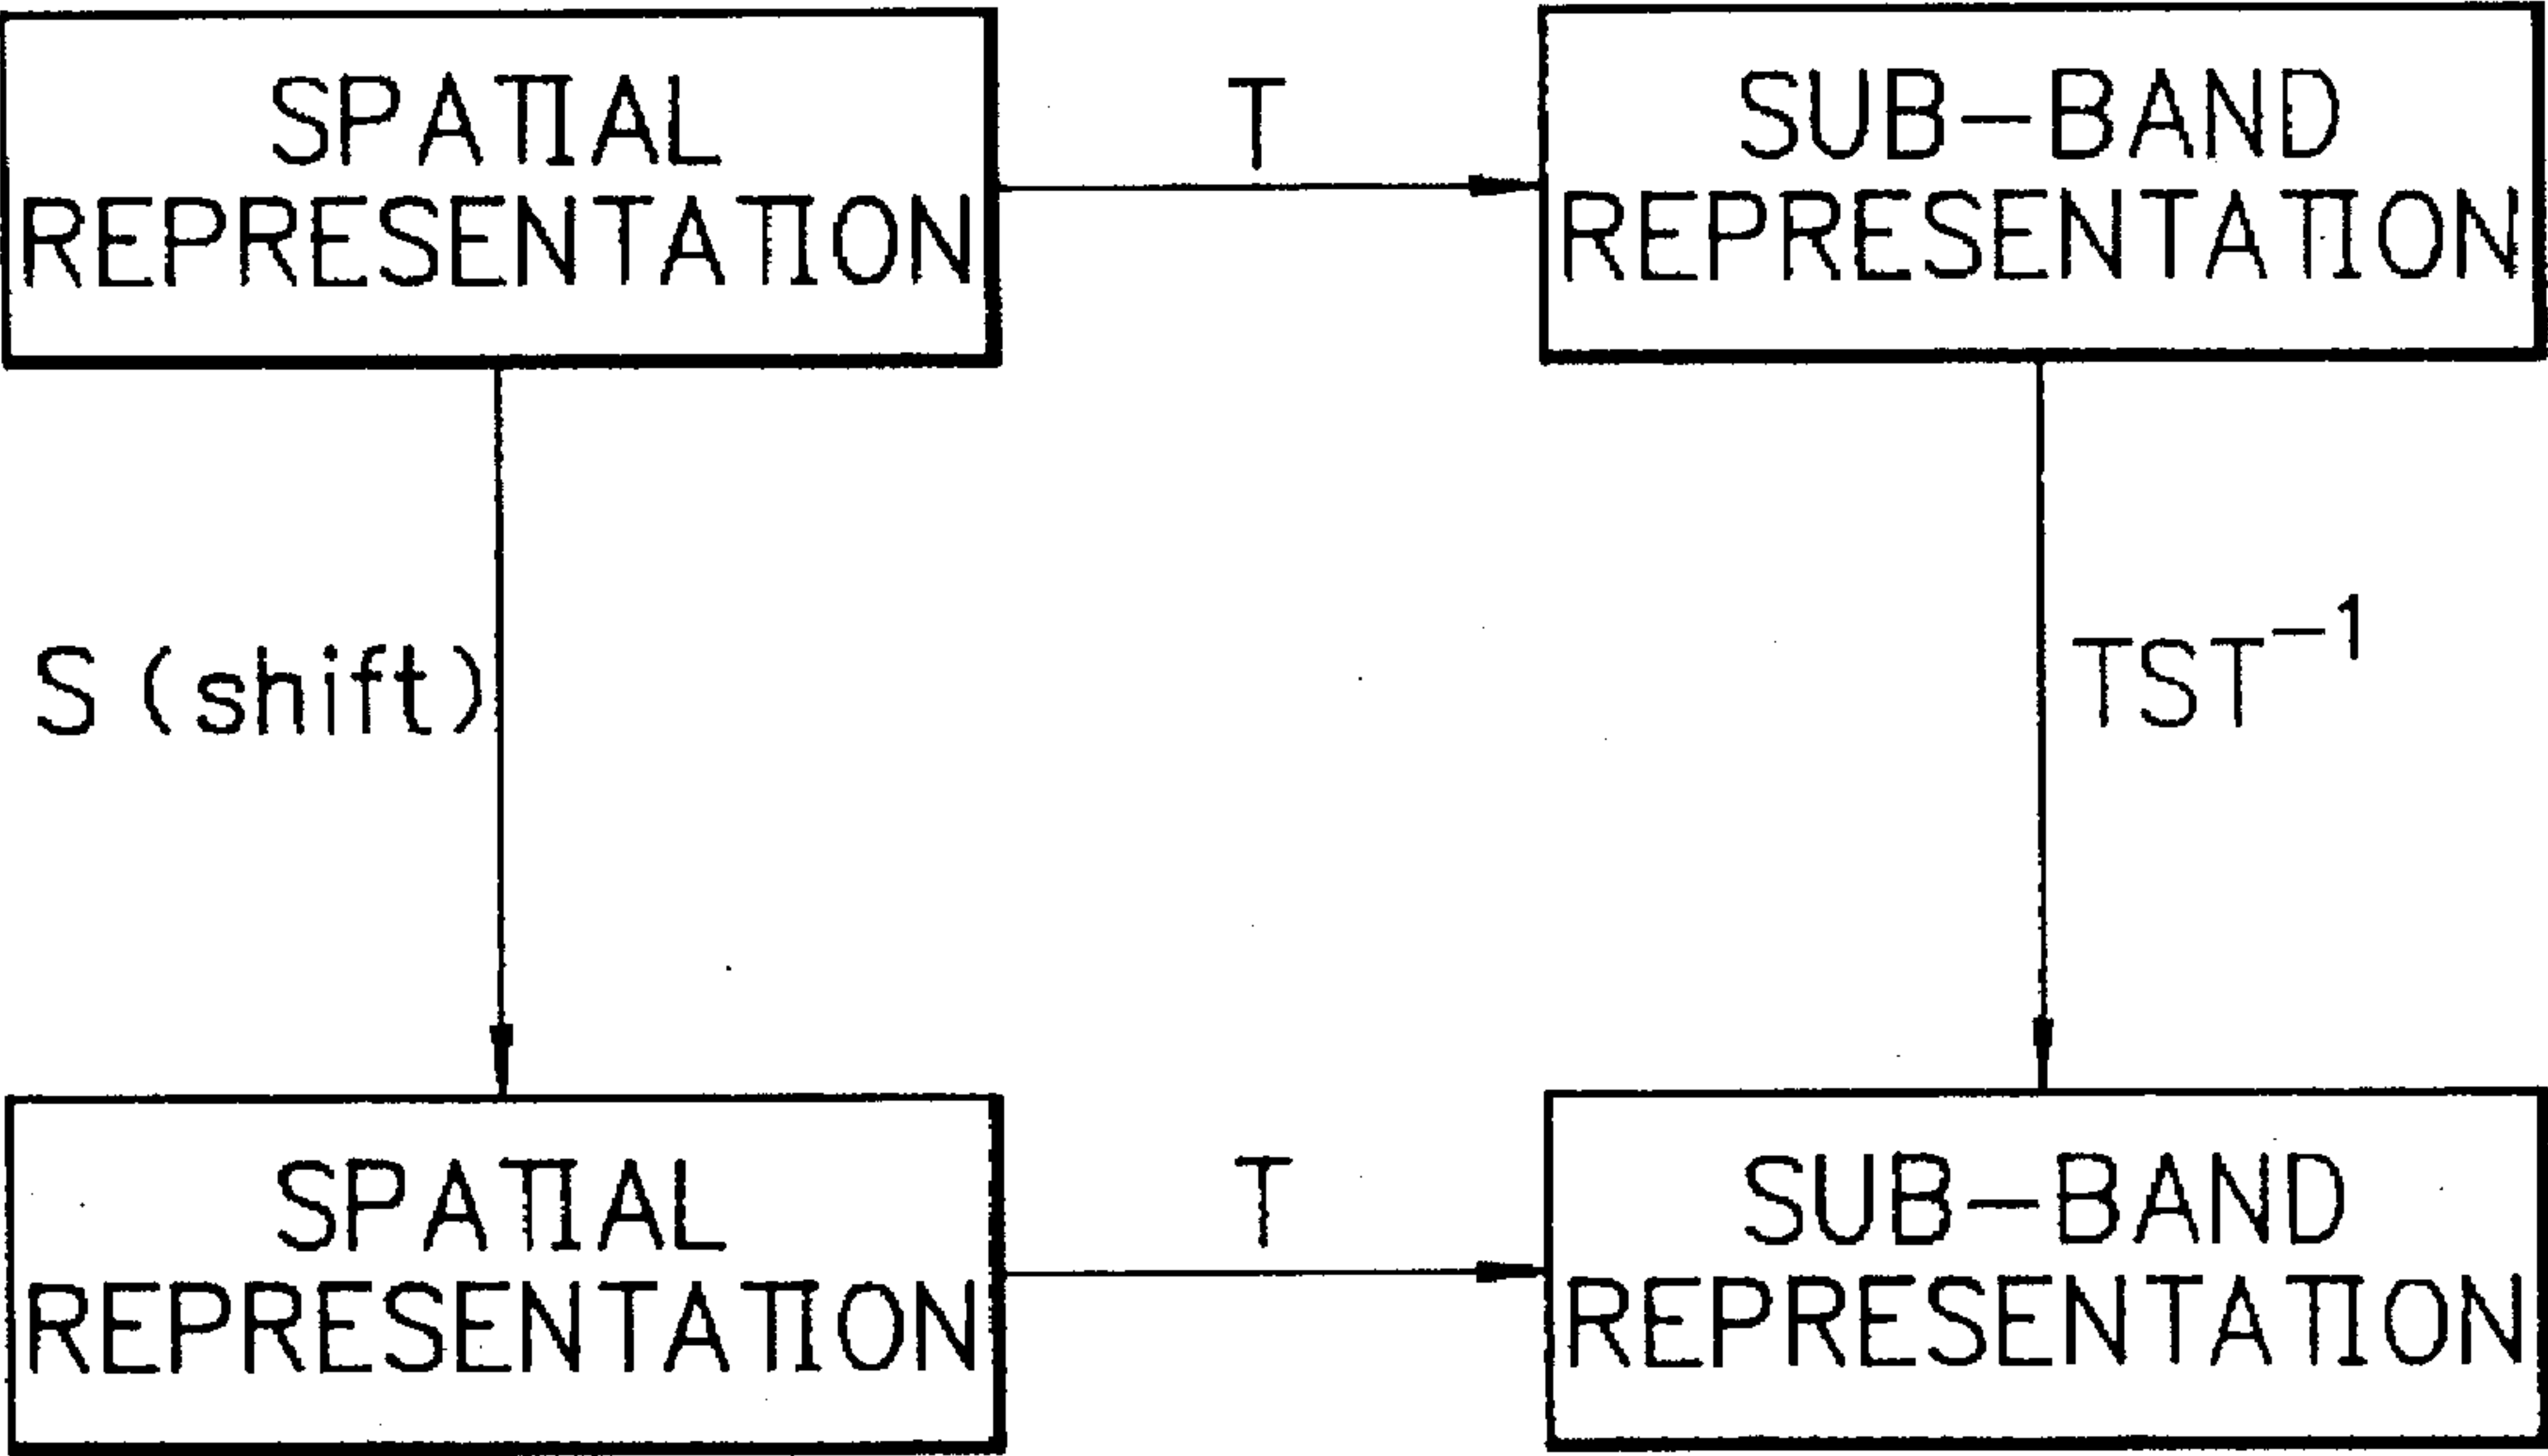 SPATIAL
REPRESENTATION
T
SUB-BAND
REPRESENTATION
S (shift)
TST⁻¹
SPATIAL
REPRESENTATION
T
SUB-BAND
REPRESENTATION